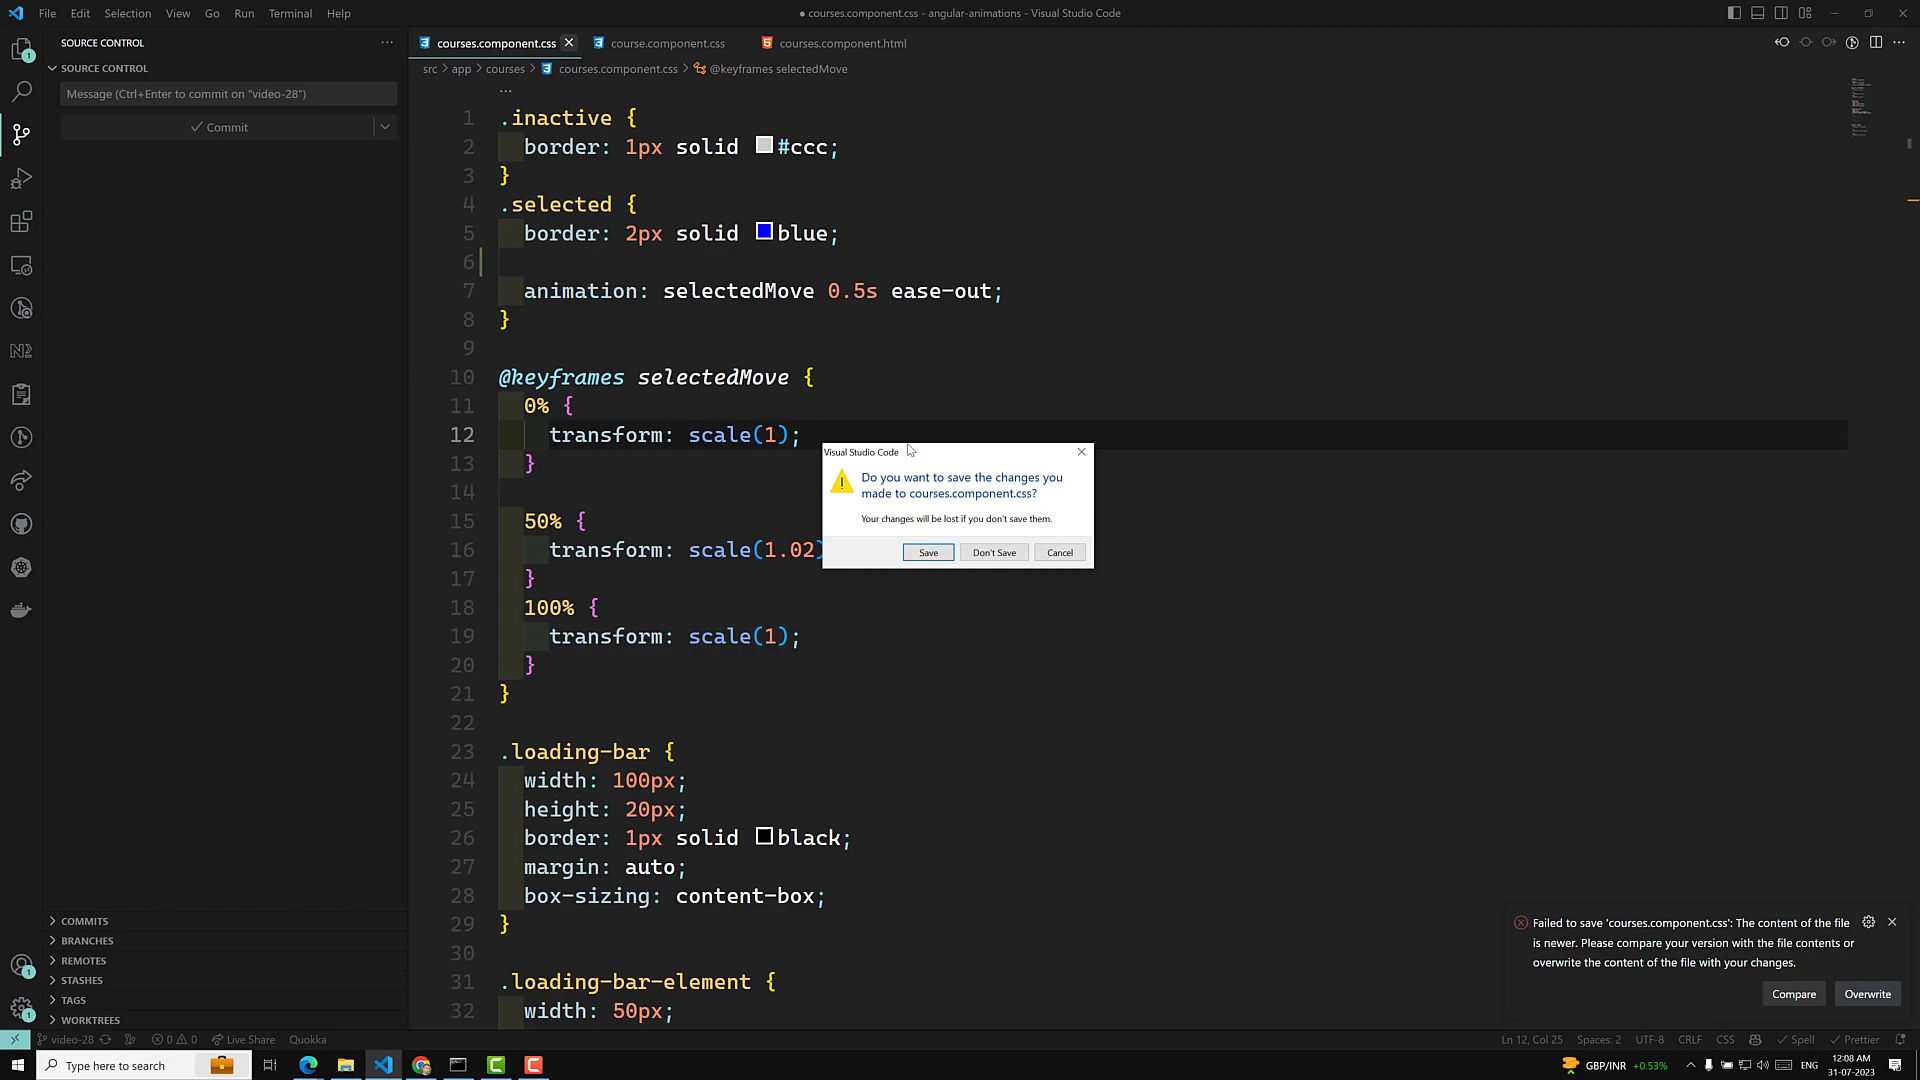 File Edit Selection View Go Run Terminal Help
● courses.component.css - angular-animations - Visual Studio Code
SOURCE CONTROL
SOURCE CONTROL
Message (Ctrl+Enter to commit on "video-28")
Commit
COMMITS
BRANCHES
REMOTES
STASHES
TAGS
WORKTREES
courses.component.css course.component.css courses.component.html
src > app > courses > courses.component.css > @keyframes selectedMove
...
1 .inactive {
2 border: 1px solid #ccc;
3 }
4 .selected {
5 border: 2px solid blue;
6
7 animation: selectedMove 0.5s ease-out;
8 }
9
10 @keyframes selectedMove {
11 0% {
12 transform: scale(1);
13 }
14
15 50% {
16 transform: scale(1.02)
17 }
18 100% {
19 transform: scale(1);
20 }
21 }
22
23 .loading-bar {
24 width: 100px;
25 height: 20px;
26 border: 1px solid black;
27 margin: auto;
28 box-sizing: content-box;
29 }
30
31 .loading-bar-element {
32 width: 50px;
Visual Studio Code
Do you want to save the changes you
made to courses.component.css?
Your changes will be lost if you don't save them.
Save Don't Save Cancel
Failed to save 'courses.component.css': The content of the file
is newer. Please compare your version with the file contents or
overwrite the content of the file with your changes.
Compare Overwrite
video-28 0 0 Live Share Quokka
Ln 12, Col 25 Spaces: 2 UTF-8 CRLF CSS Spell Prettier
Type here to search
GBP/INR +0.53% ENG
12:08 AM
31-07-2023